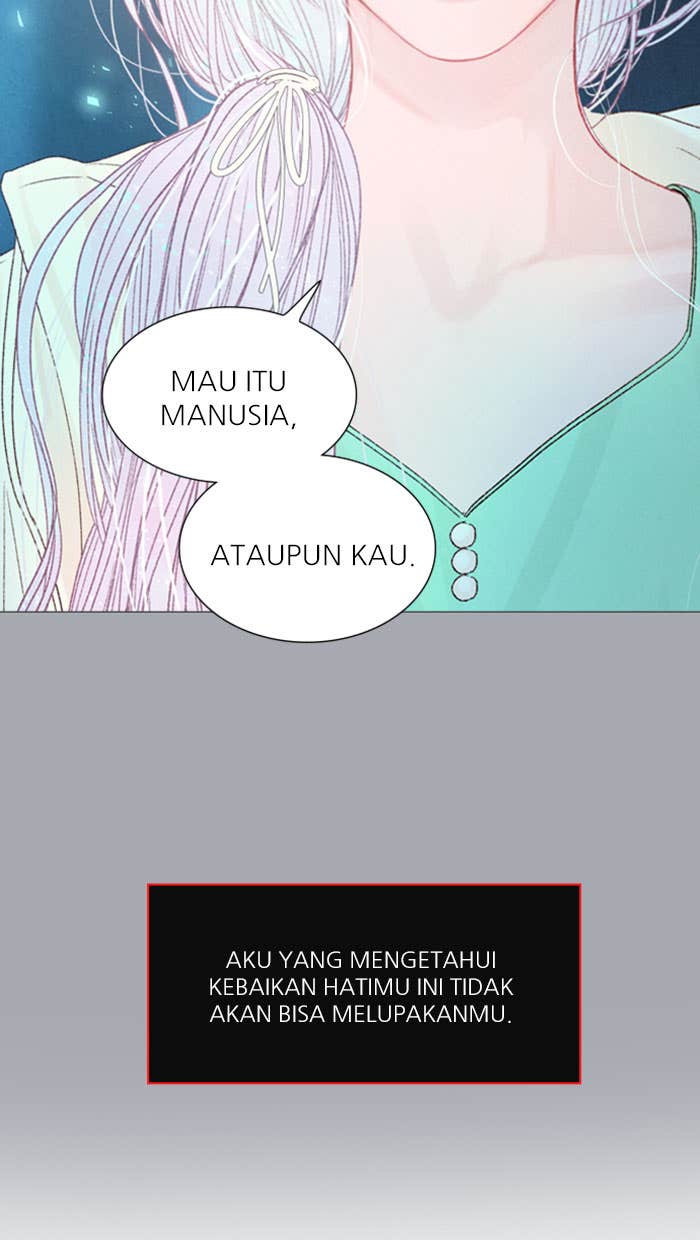 MAU ITU
MANUSIA,
ATAUPUN KAU.
AKU YANG MENGETAHUI
KEBAIKAN HATIMU INI TIDAK
AKAN BISA MELUPAKANMU.